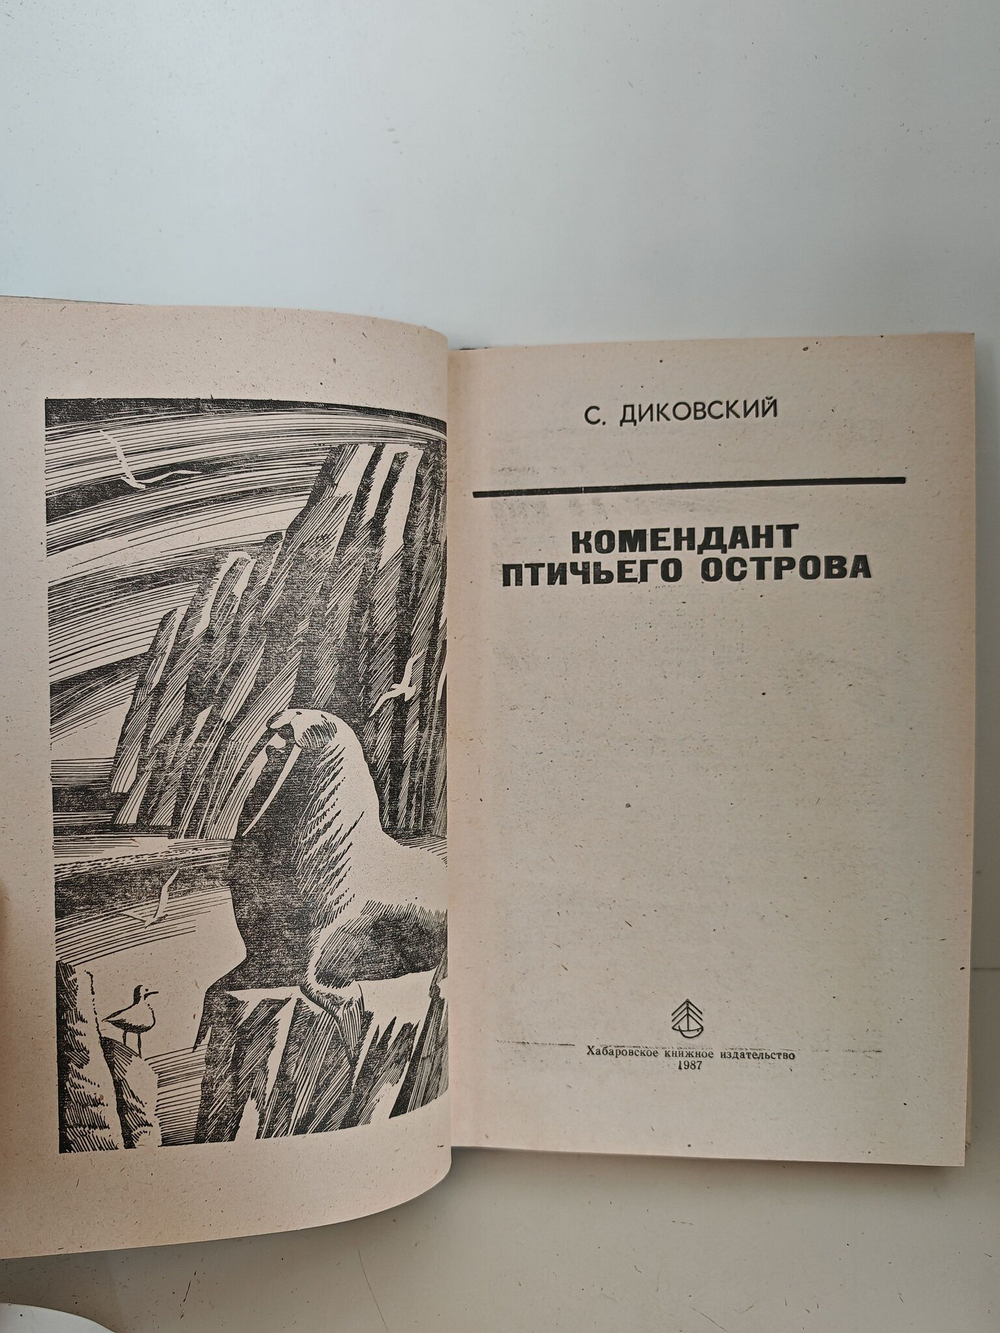 С. ДИКОВСКИЙ
КОМЕНДАНТ
ПТИЧЬЕГО ОСТРОВА
Хабаровское книжное издательство
1987